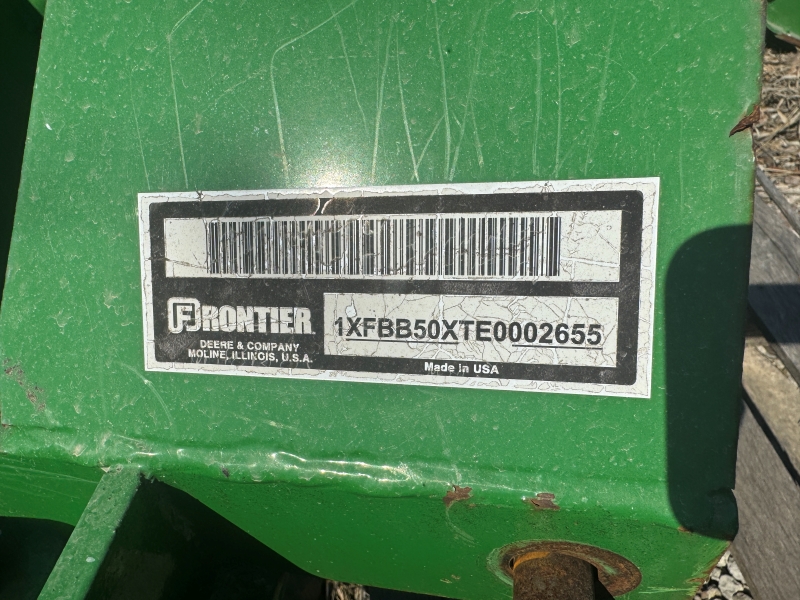 FRONTIER
DEERE & COMPANY
MOLINE, ILLINOIS, U.S.A.
1XFBB50XTE0002655
Made in USA